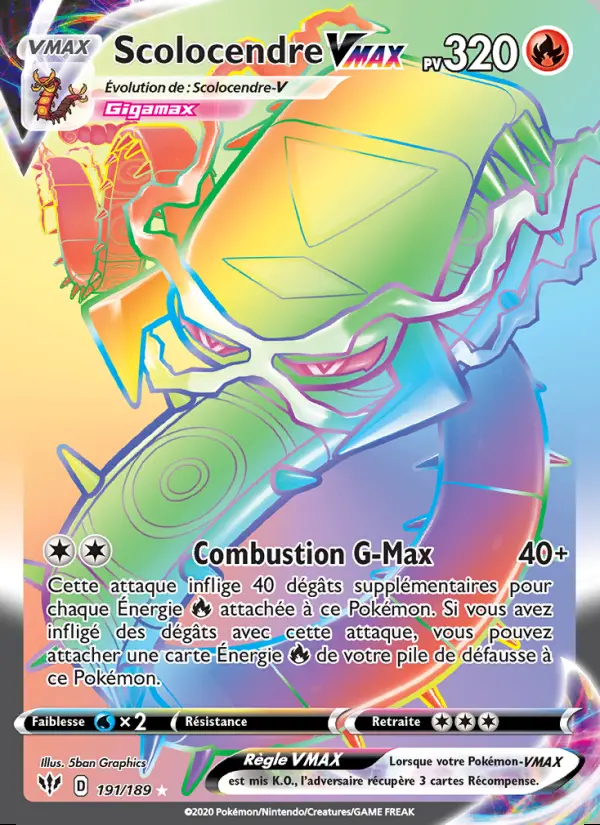 VMAX
Scolocendre VMAX PV 320
Évolution de : Scolocendre-V
Gigamax
Combustion G-Max 40+
Cette attaque inflige 40 dégâts supplémentaires pour
chaque Énergie attachée à ce Pokémon. Si vous avez
infligé des dégâts avec cette attaque, vous pouvez
attacher une carte Énergie de votre pile de défausse à
ce Pokémon.
Faiblesse ×2 Résistance Retraite
Illus. 5ban Graphics
Règle VMAX Lorsque votre Pokémon-VMAX
est mis K.O., l'adversaire récupère 3 cartes Récompense.
D 191/189
©2020 Pokémon/Nintendo/Creatures/GAME FREAK